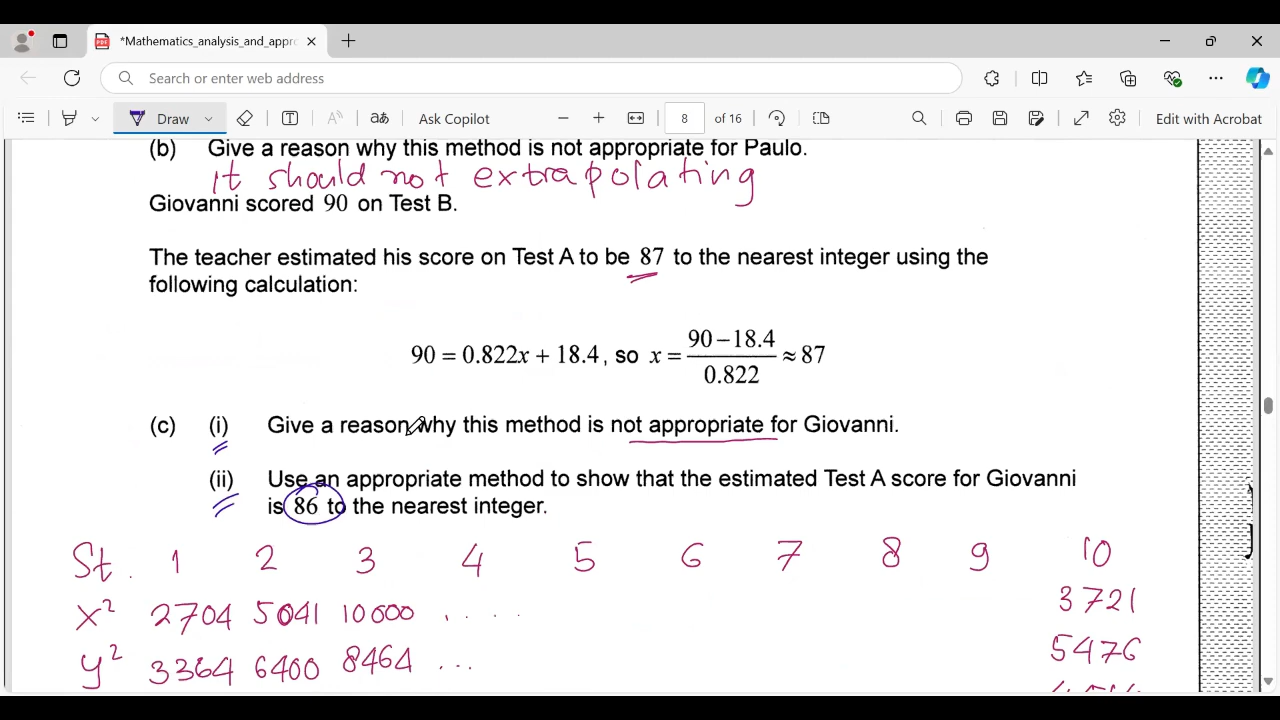 *Mathematics_analysis_and_appro
Search or enter web address
Draw
Ask Copilot
8 of 16
Edit with Acrobat
(b) Give a reason why this method is not appropriate for Paulo.
It should not extrapolating
Giovanni scored 90 on Test B.
The teacher estimated his score on Test A to be 87 to the nearest integer using the
following calculation:
90 = 0.822x + 18.4, so x = (90 − 18.4) / 0.822 ≈ 87
(c) (i) Give a reason why this method is not appropriate for Giovanni.
(ii) Use an appropriate method to show that the estimated Test A score for Giovanni
is 86 to the nearest integer.
St. 1 2 3 4 5 6 7 8 9 10
x² 2704 5041 10000 .... 3721
y² 3364 6400 8464 ... 5476